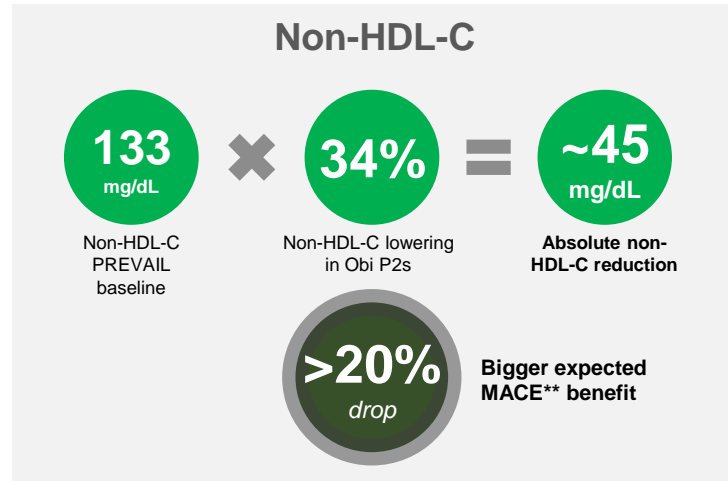 Non-HDL-C
133
mg/dL
×
34%
=
~45
mg/dL
Non-HDL-C
PREVAIL
baseline
Non-HDL-C lowering
in Obi P2s
Absolute non-
HDL-C reduction
>20%
drop
Bigger expected
MACE** benefit